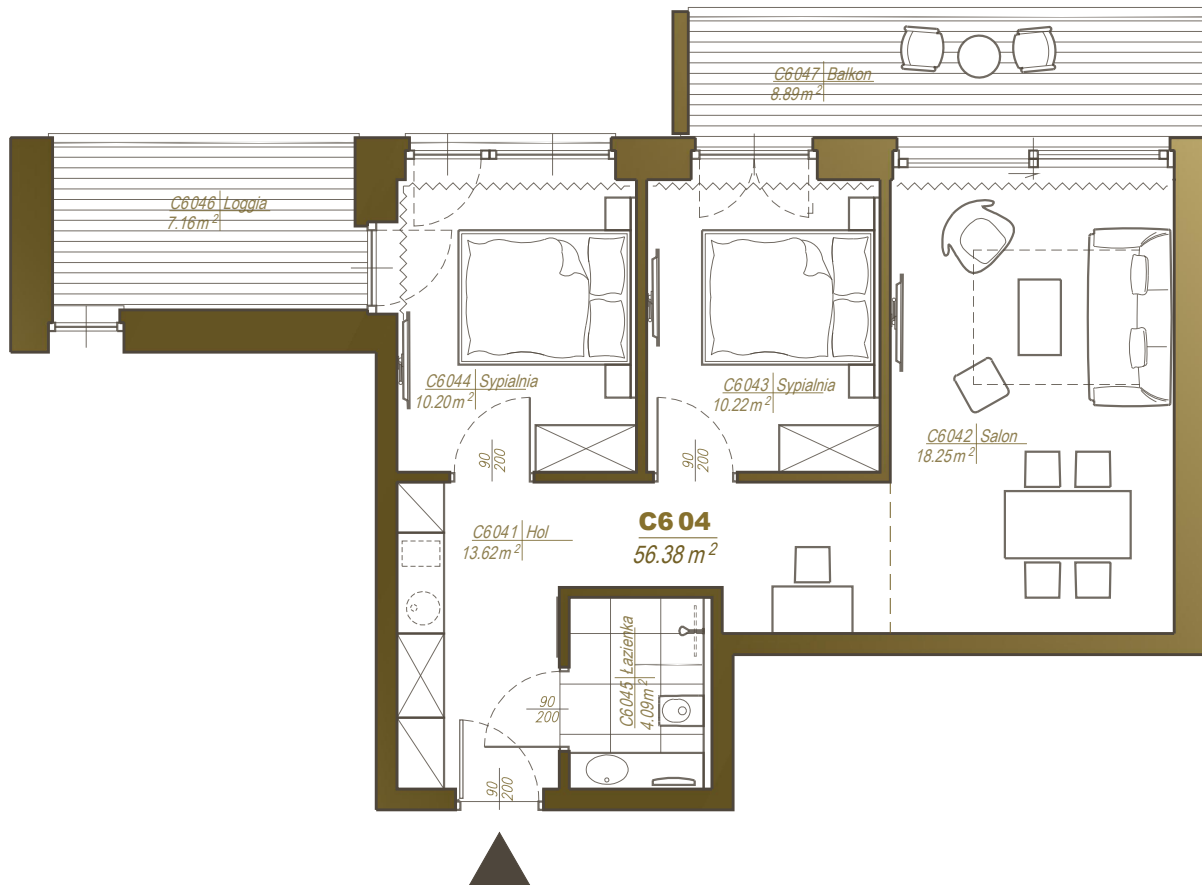 C6047 Balkon
8.89 m²
C6046 Loggia
7.16 m²
C6044 Sypialnia
10.20 m²
C6043 Sypialnia
10.22 m²
C6042 Salon
18.25 m²
90
200
90
200
C6041 Hol
13.62 m²
C604
56.38 m²
C6045 Łazienka
4.09 m²
90
200
90
200